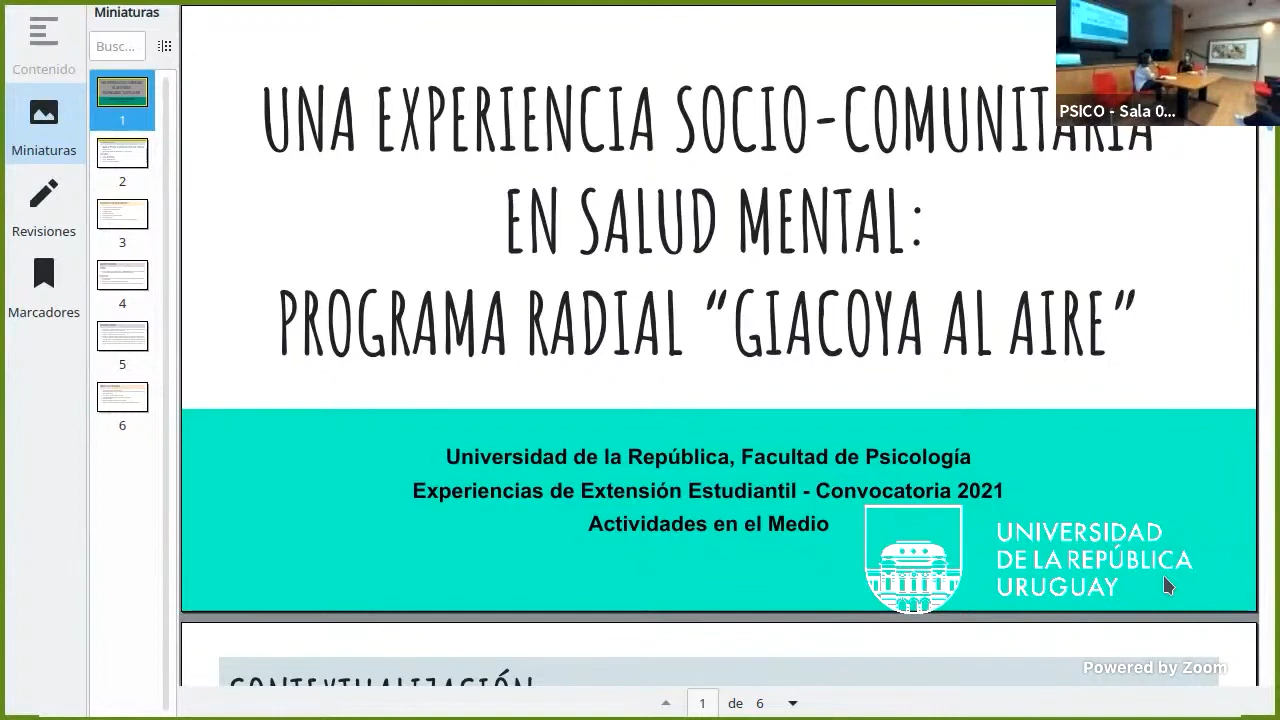 Contenido
Miniaturas
Revisiones
Marcadores
Miniaturas
Busc...
1
2
3
4
5
6
UNA EXPERIENCIA SOCIO-COMUNITARIA
EN SALUD MENTAL:
PROGRAMA RADIAL “GIACOYA AL AIRE”
Universidad de la República, Facultad de Psicología
Experiencias de Extensión Estudiantil - Convocatoria 2021
Actividades en el Medio
UNIVERSIDAD
DE LA REPÚBLICA
URUGUAY
PSICO - Sala 0...
CONTEXTUALIZACIÓN
Powered by Zoom
1 de 6